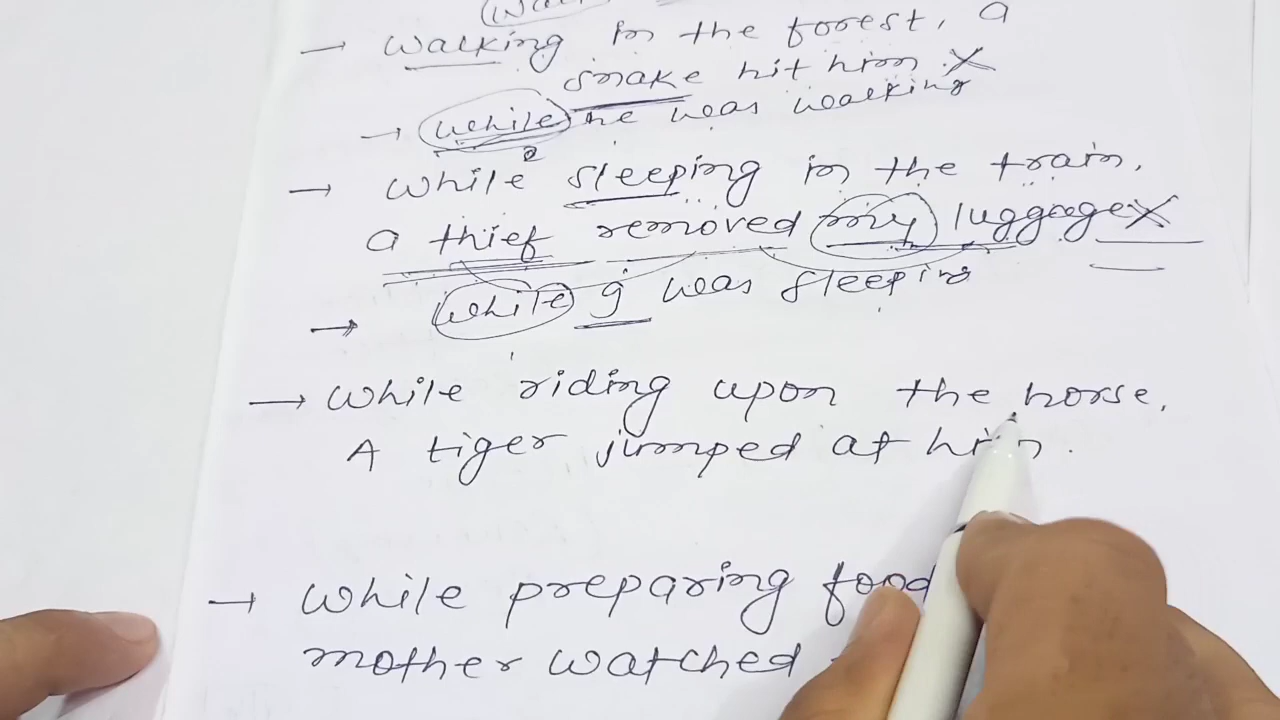 → walking in the forest, a
snake hit him. X
→ while he was walking
2
→ while sleeping in the train,
a thief removed my luggage X
→ while I was sleeping
→ while riding upon the horse,
A tiger jumped at him.
→ while preparing food
mother watched